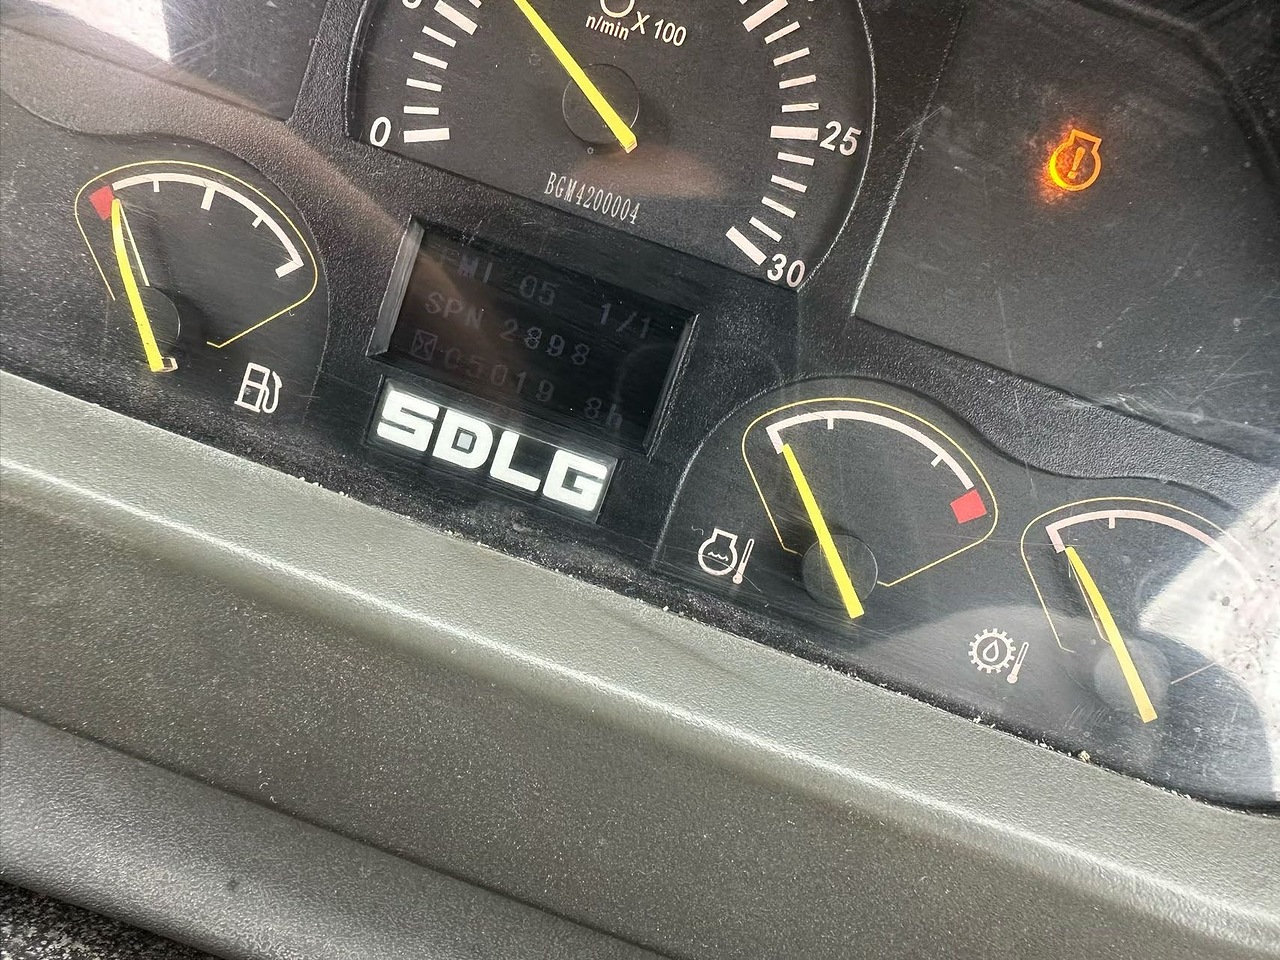 0
n/min X 100
25
30
BGM4200004
FMI 05 1/1
SPN 2898
05019 8h
SDLG